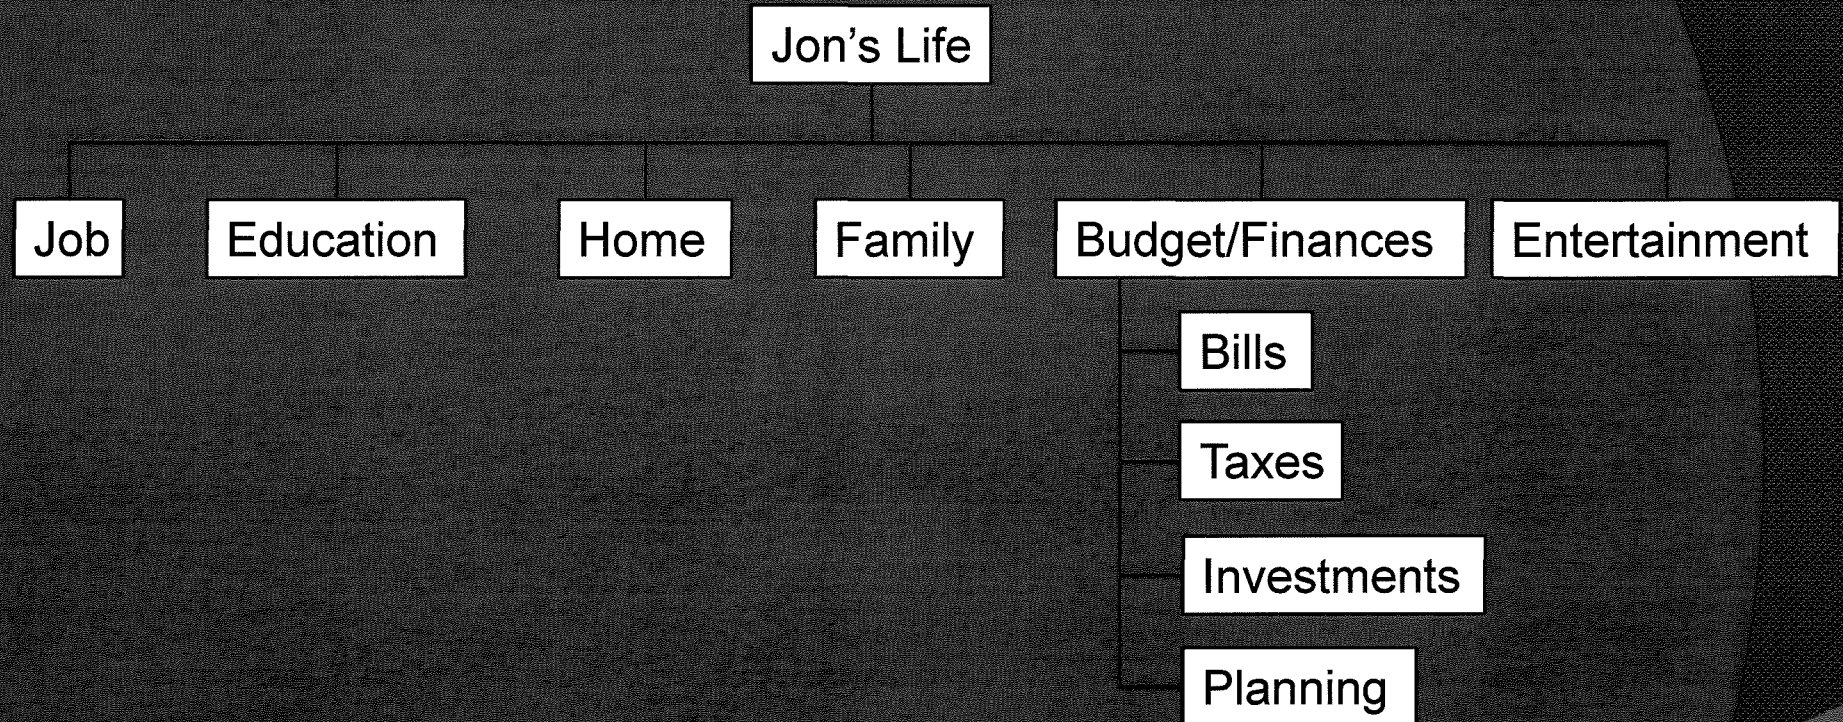 Jon's Life
Job
Education
Home
Family
Budget/Finances
Entertainment
Bills
Taxes
Investments
Planning